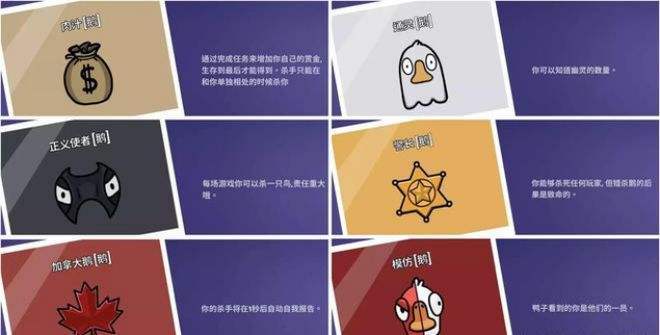 肉汁[鹅]
通过完成任务来增加你自己的赏金,
生存到最后才能得到。杀手只能在
和你单独相处的时候杀你
通灵[鹅]
你可以知道幽灵的数量。
正义使者[鹅]
每场游戏你可以杀一只鸟,责任重大
哦。
警长[鹅]
你能够杀死任何玩家,但错杀鹅的后
果是致命的。
加拿大鹅[鹅]
你的杀手将在1秒后自动自我报告。
模仿[鹅]
鸭子看到的你是他们的一员。